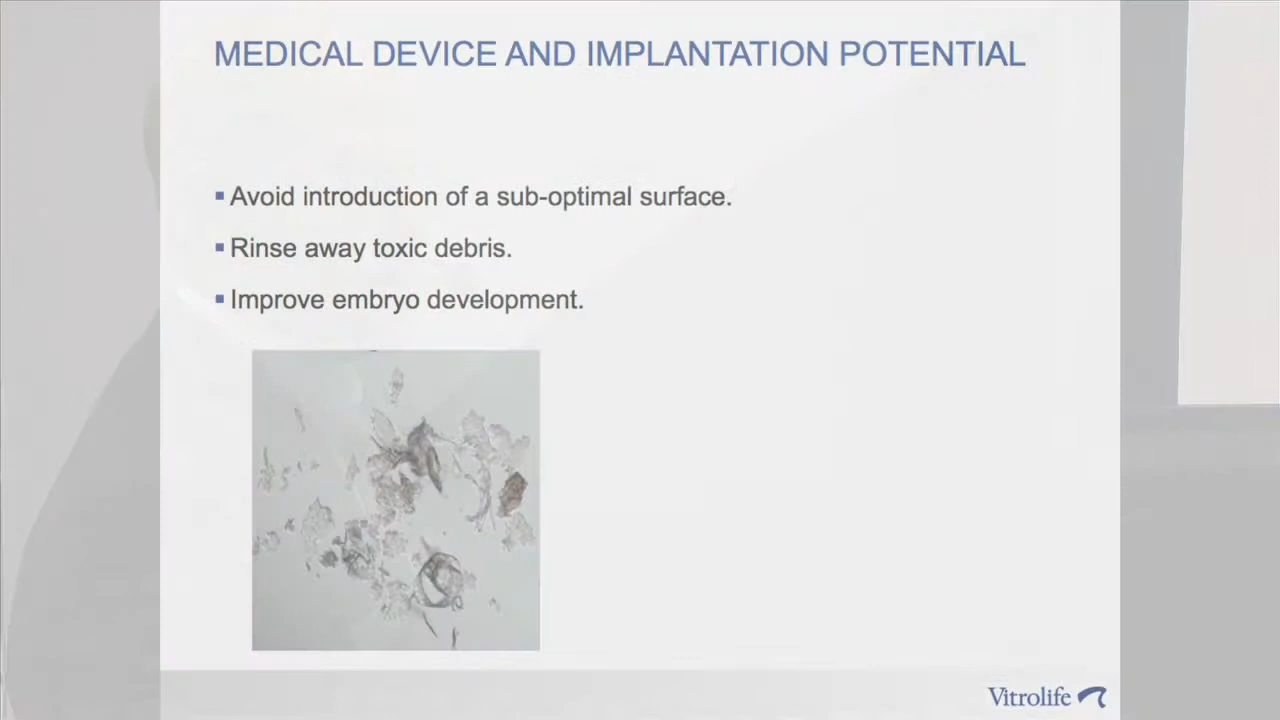 MEDICAL DEVICE AND IMPLANTATION POTENTIAL
Avoid introduction of a sub-optimal surface.
Rinse away toxic debris.
Improve embryo development.
Vitrolife